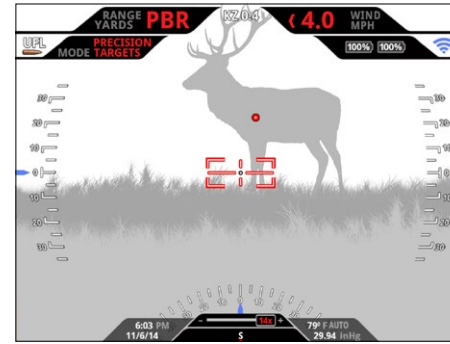 RANGE YARDS PBR
KZ 0.4
4.0 WIND MPH
UFL
MODE PRECISION TARGETS
100% 100%
30 30
20 20
10 10
0 0
10 10
20 20
30 30
0
- 14x +
6:03 PM
11/6/14
S
79° F AUTO
29.94 inHg